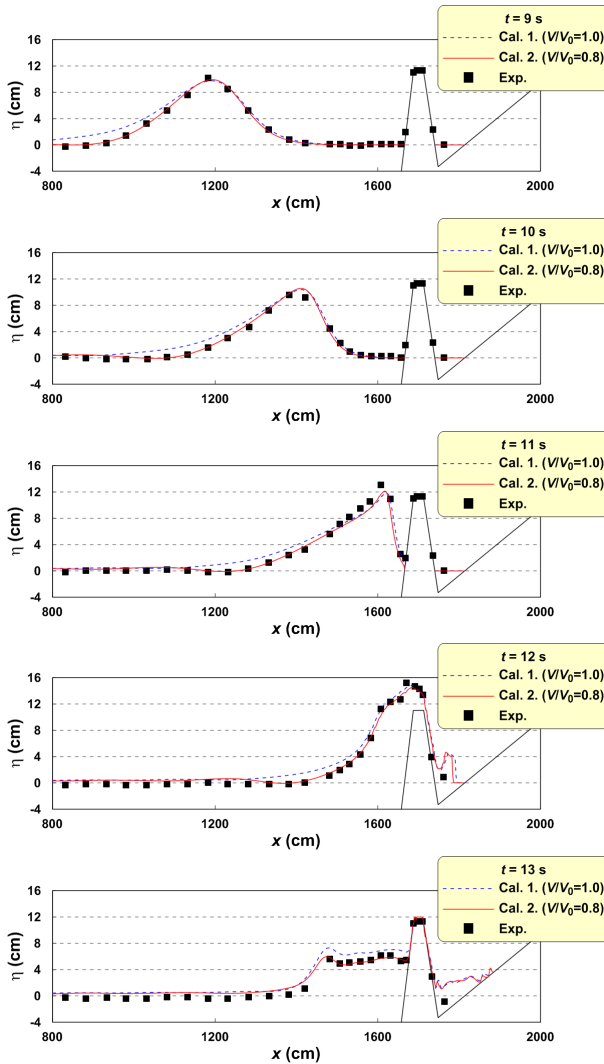 t = 9 s
Cal. 1. (V/V0=1.0)
Cal. 2. (V/V0=0.8)
Exp.
16
12
8
4
0
-4
η (cm)
800
1200
1600
2000
x (cm)
t = 10 s
Cal. 1. (V/V0=1.0)
Cal. 2. (V/V0=0.8)
Exp.
16
12
8
4
0
-4
η (cm)
800
1200
1600
2000
x (cm)
t = 11 s
Cal. 1. (V/V0=1.0)
Cal. 2. (V/V0=0.8)
Exp.
16
12
8
4
0
-4
η (cm)
800
1200
1600
2000
x (cm)
t = 12 s
Cal. 1. (V/V0=1.0)
Cal. 2. (V/V0=0.8)
Exp.
16
12
8
4
0
-4
η (cm)
800
1200
1600
2000
x (cm)
t = 13 s
Cal. 1. (V/V0=1.0)
Cal. 2. (V/V0=0.8)
Exp.
16
12
8
4
0
-4
η (cm)
800
1200
1600
2000
x (cm)